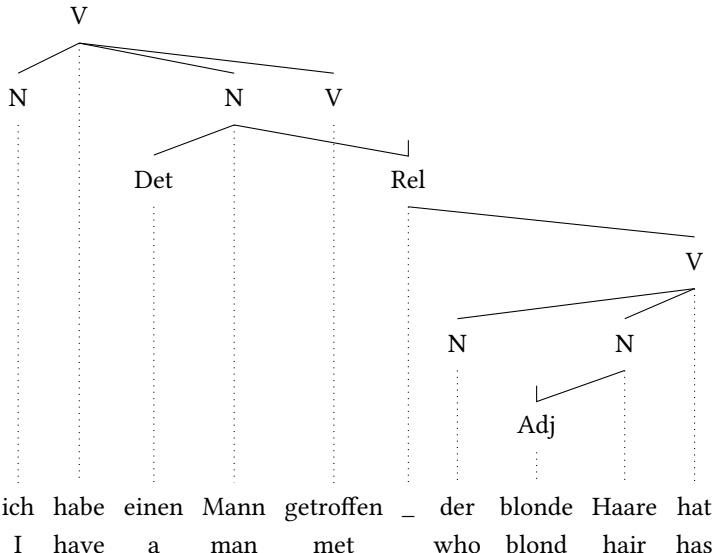 V
N N V
Det Rel
V
N N
Adj
ich habe einen Mann getroffen _ der blonde Haare hat
I have a man met who blond hair has